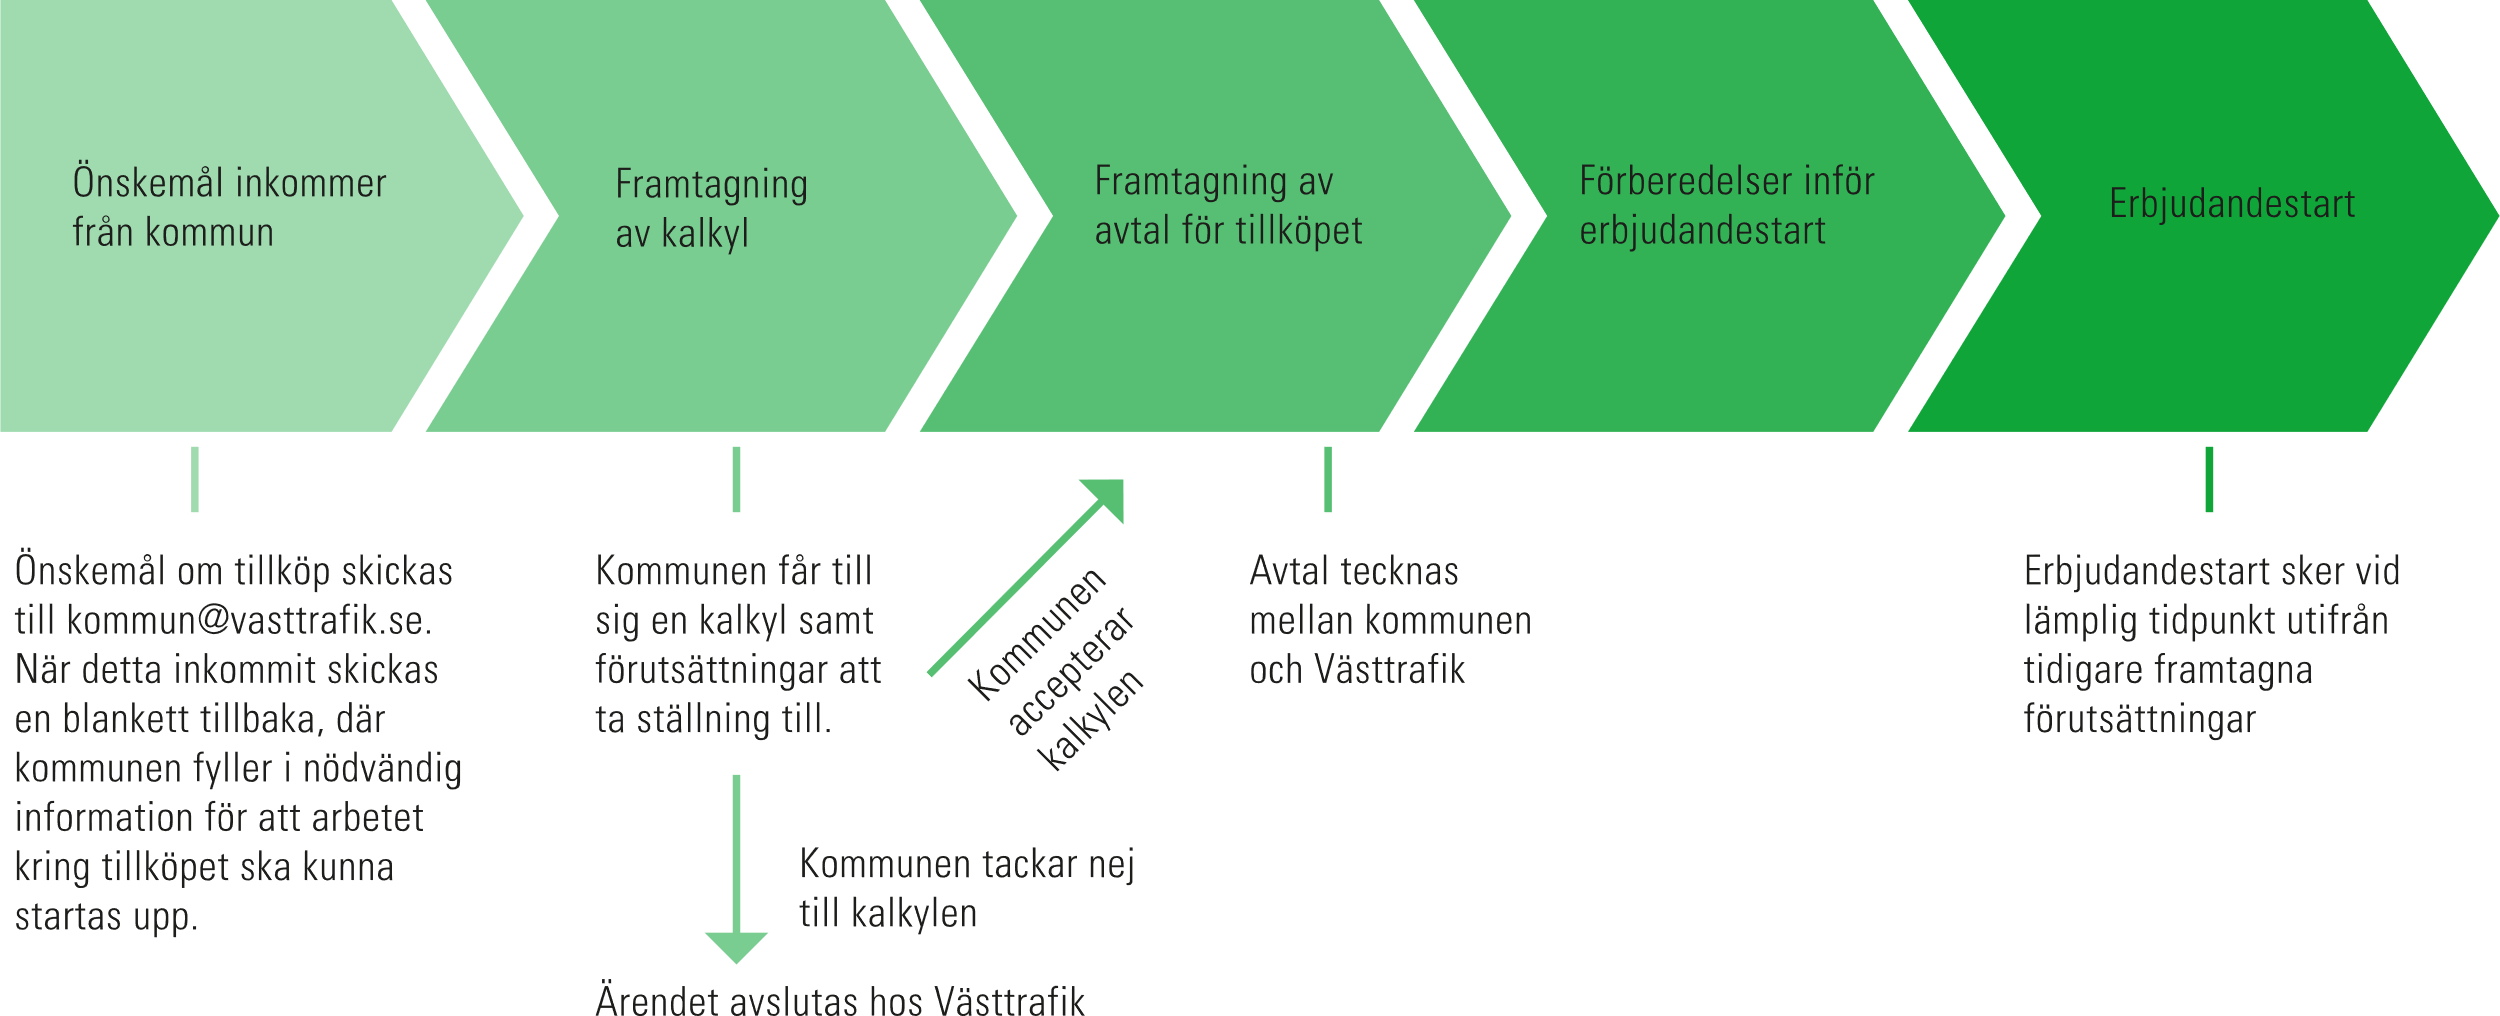 Önskemål inkommer
från kommun
Framtagning
av kalkyl
Framtagning av
avtal för tillköpet
Förberedelser inför
erbjudandestart
Erbjudandestart
Önskemål om tillköp skickas
till kommun@vasttrafik.se.
När detta inkommit skickas
en blankett tillbaka, där
kommunen fyller i nödvändig
information för att arbetet
kring tillköpet ska kunna
startas upp.
Kommunen får till
sig en kalkyl samt
förutsättningar att
ta ställning till.
Kommunen
accepterar
kalkylen
Kommunen tackar nej
till kalkylen
Ärendet avslutas hos Västtrafik
Avtal tecknas
mellan kommunen
och Västtrafik
Erbjudandestart sker vid
lämplig tidpunkt utifrån
tidigare framtagna
förutsättningar